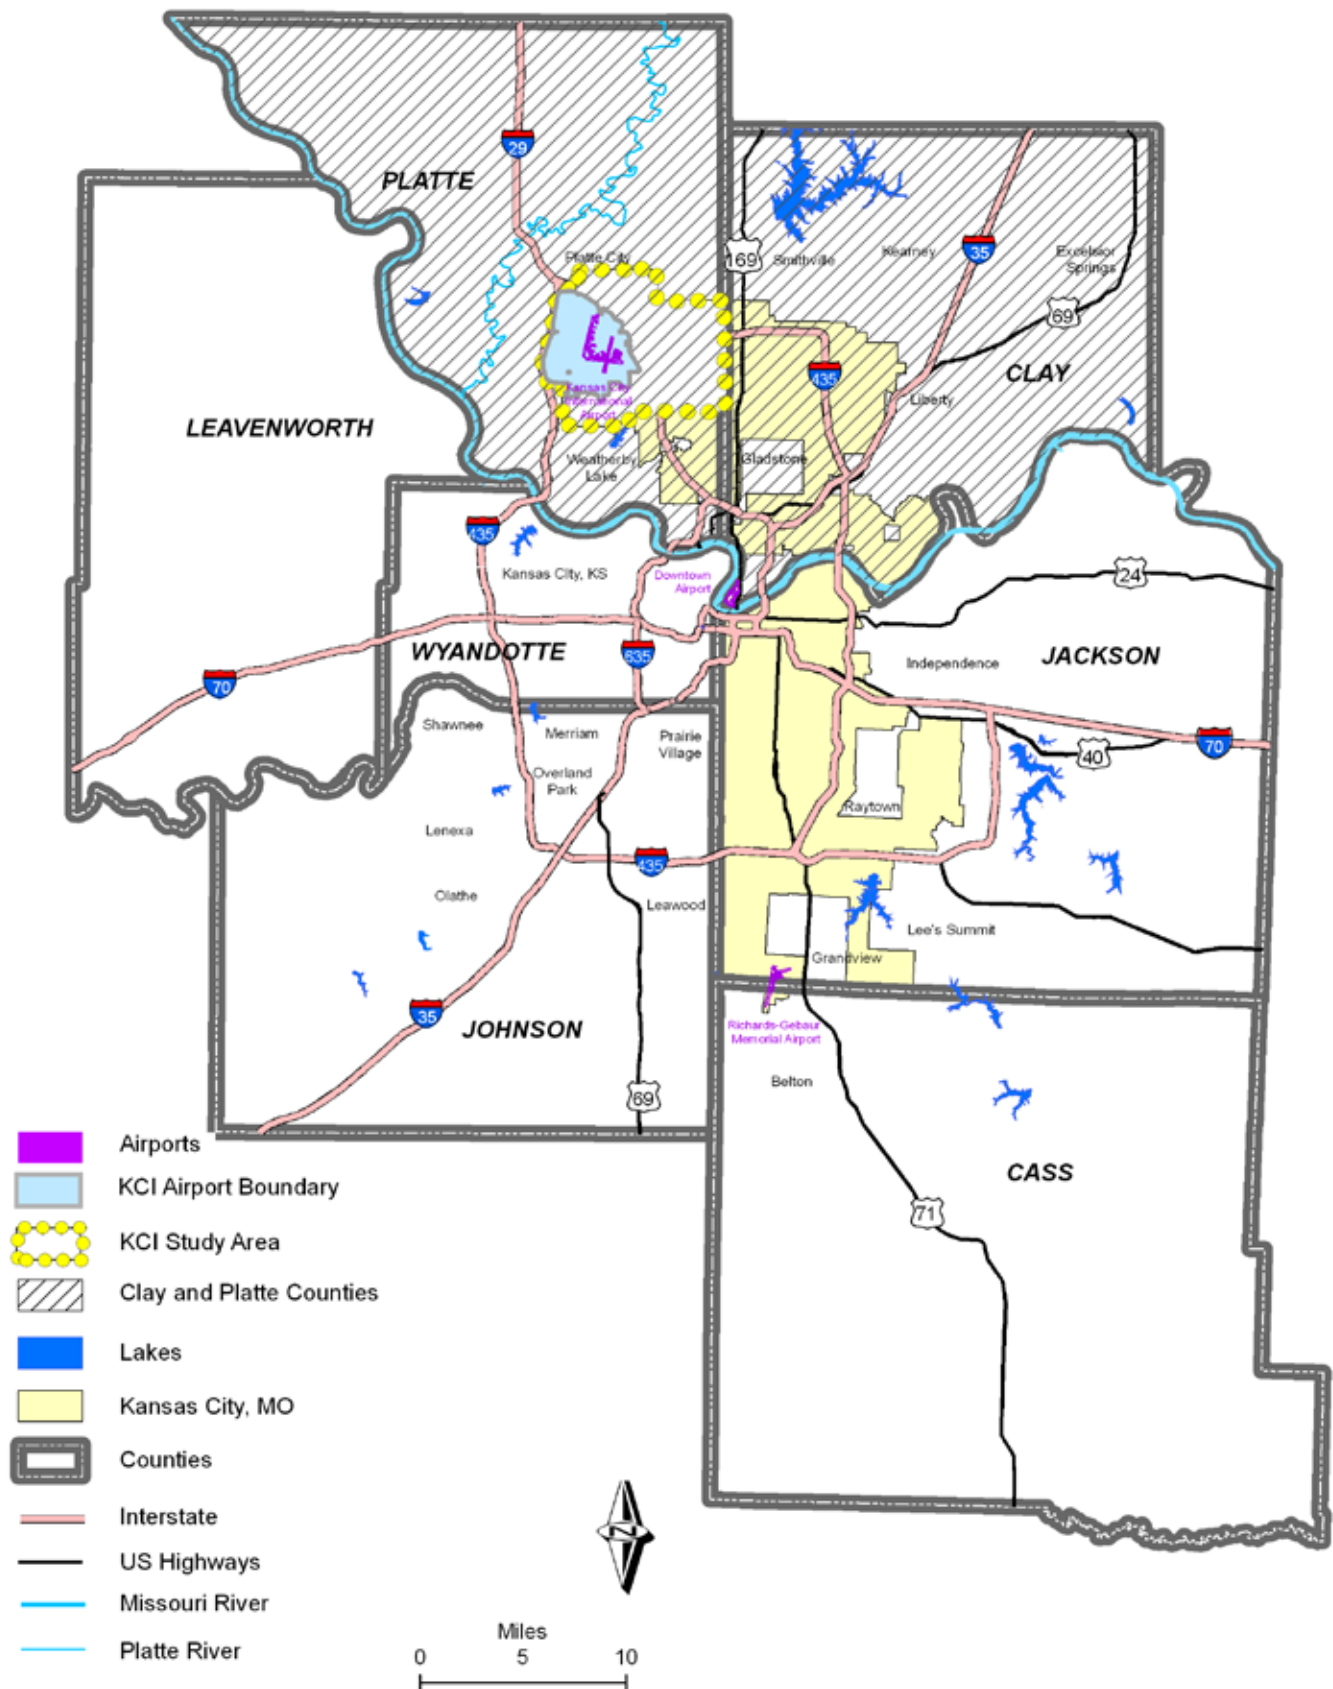 29
PLATTE
169
Smithville
Kearney
35
Excelsior
Springs
Platte City
69
CLAY
435
Kansas City
International
Airport
Liberty
LEAVENWORTH
Weatherby
Lake
Gladstone
435
Kansas City, KS
Downtown
Airport
24
WYANDOTTE
635
Independence
JACKSON
70
Shawnee
Merriam
Prairie
Village
40
70
Overland
Park
Raytown
Lenexa
435
Olathe
Leawood
Lee's Summit
Grandview
35
JOHNSON
Richards-Gebaur
Memorial Airport
Belton
69
CASS
71
Airports
KCI Airport Boundary
KCI Study Area
Clay and Platte Counties
Lakes
Kansas City, MO
Counties
Interstate
US Highways
Missouri River
Platte River
N
Miles
0 5 10